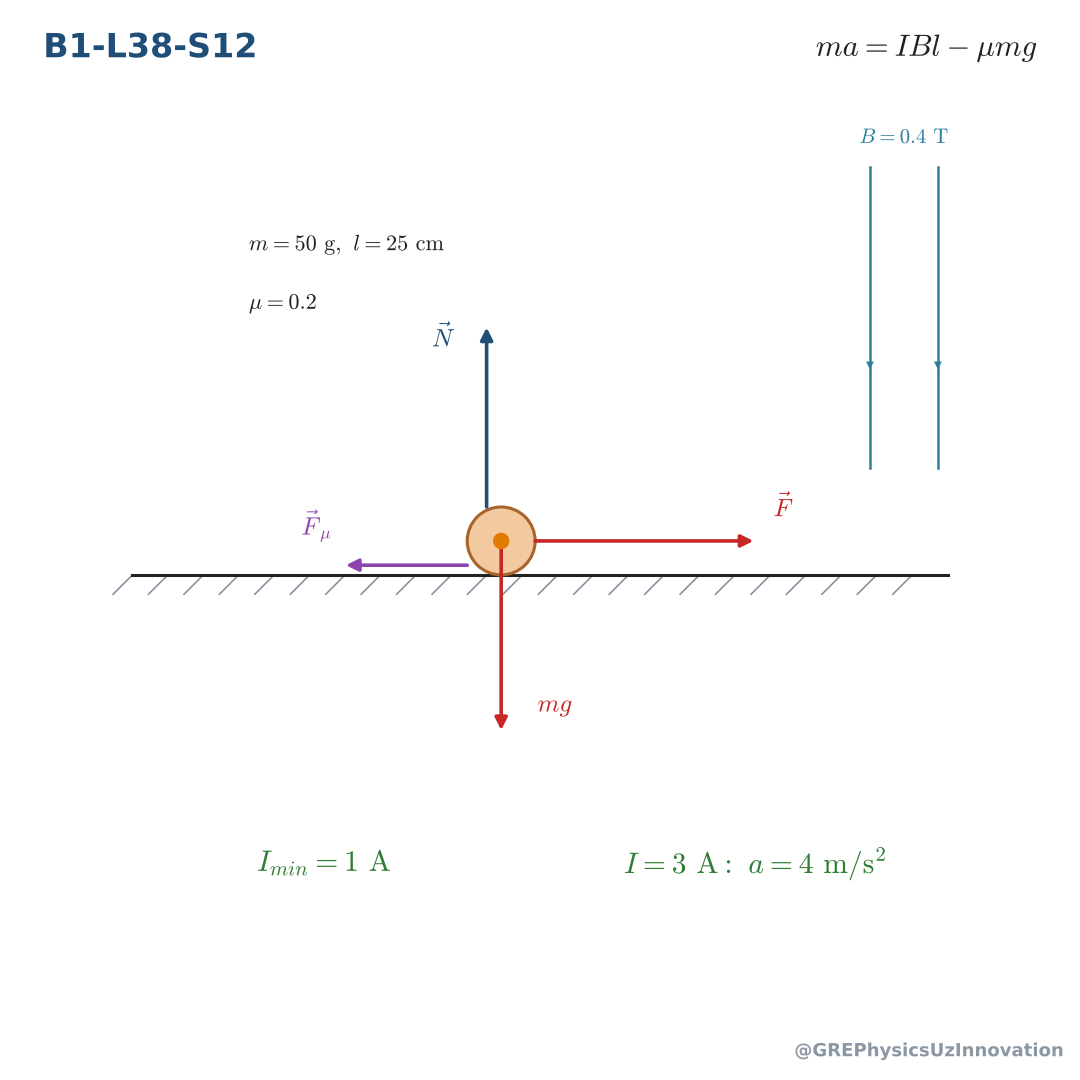 B1-L38-S12
ma = IBl − μmg
B = 0.4 T
m = 50 g, l = 25 cm
μ = 0.2
N⃗
F⃗
F⃗μ
mg
Imin = 1 A
I = 3 A : a = 4 m/s²
@GREPhysicsUzInnovation